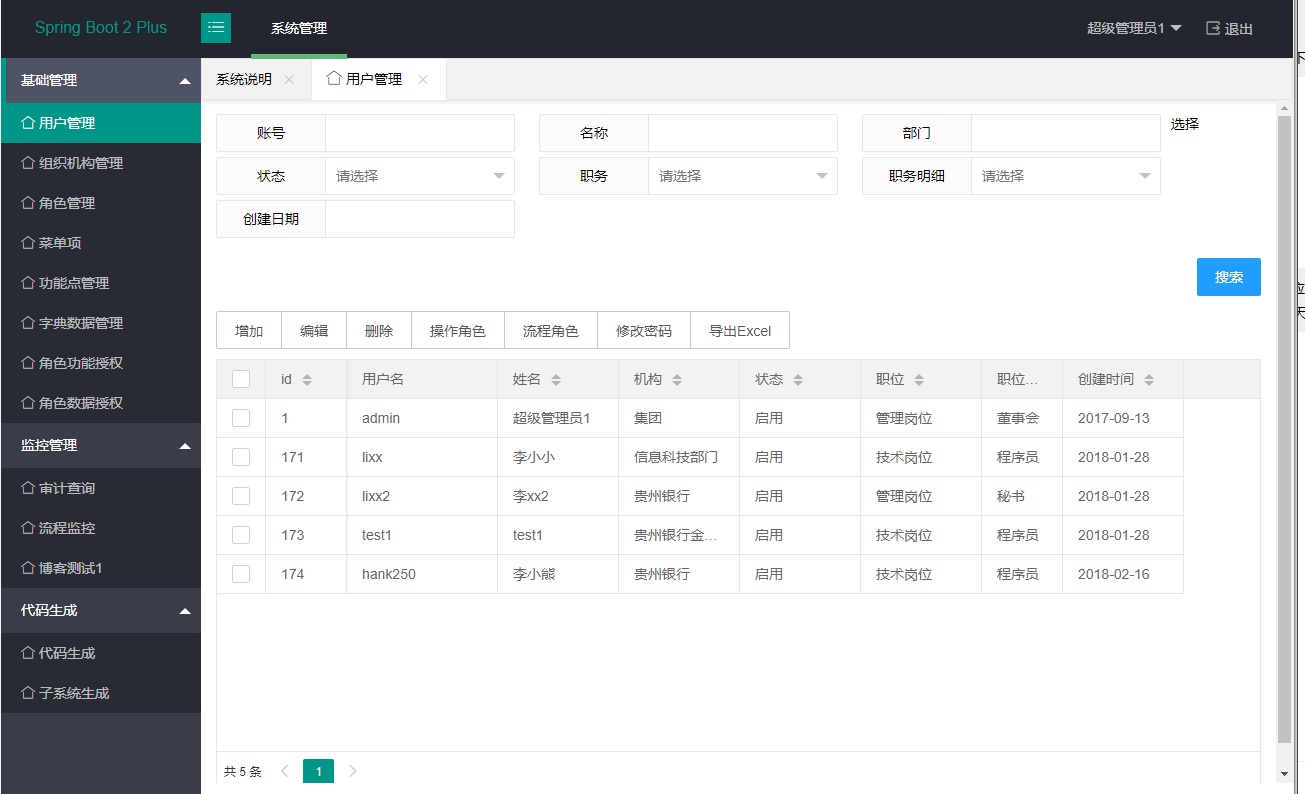 Spring Boot 2 Plus 系统管理 超级管理员1 退出
基础管理
用户管理
组织机构管理
角色管理
菜单项
功能点管理
字典数据管理
角色功能授权
角色数据授权
监控管理
审计查询
流程监控
博客测试1
代码生成
代码生成
子系统生成
系统说明 用户管理
账号 名称 部门 选择
状态 请选择 职务 请选择 职务明细 请选择
创建日期
搜索
增加 编辑 删除 操作角色 流程角色 修改密码 导出Excel
id 用户名 姓名 机构 状态 职位 职位... 创建时间
1 admin 超级管理员1 集团 启用 管理岗位 董事会 2017-09-13
171 lixx 李小小 信息科技部门 启用 技术岗位 程序员 2018-01-28
172 lixx2 李xx2 贵州银行 启用 管理岗位 秘书 2018-01-28
173 test1 test1 贵州银行金... 启用 技术岗位 程序员 2018-01-28
174 hank250 李小熊 贵州银行 启用 技术岗位 程序员 2018-02-16
共 5 条 1